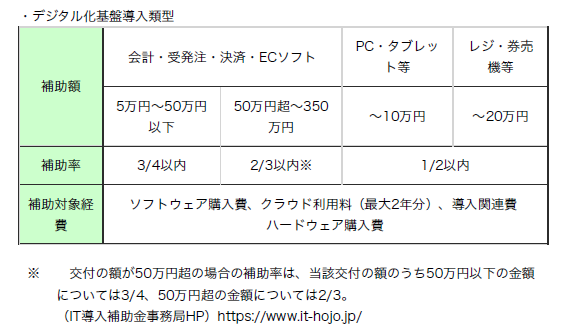 ・デジタル化基盤導入類型
補助額
会計・受発注・決済・ECソフト
PC・タブレッ
ト等
レジ・券売
機等
5万円～50万円
以下
50万円超～350
万円
～10万円
～20万円
補助率
3/4以内
2/3以内※
1/2以内
補助対象経
費
ソフトウェア購入費、クラウド利用料（最大2年分）、導入関連費
ハードウェア購入費
※　交付の額が50万円超の場合の補助率は、当該交付の額のうち50万円以下の金額
については3/4、50万円超の金額については2/3。
（IT導入補助金事務局HP）https://www.it-hojo.jp/